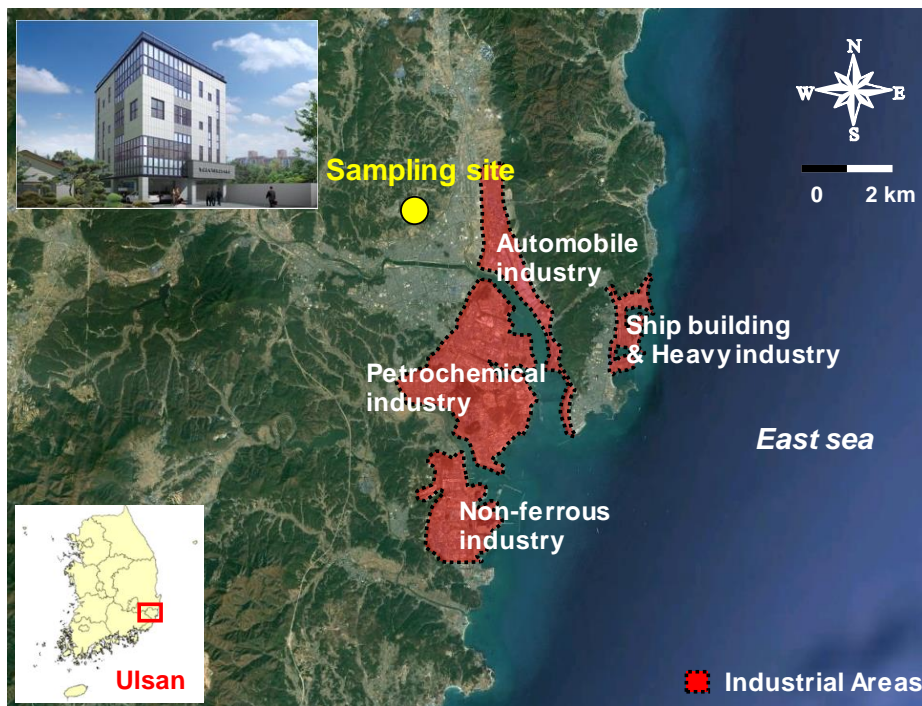 N
W E
S
0 2 km
Sampling site
Automobile
industry
Ship building
& Heavy industry
Petrochemical
industry
East sea
Non-ferrous
industry
Ulsan
Industrial Areas